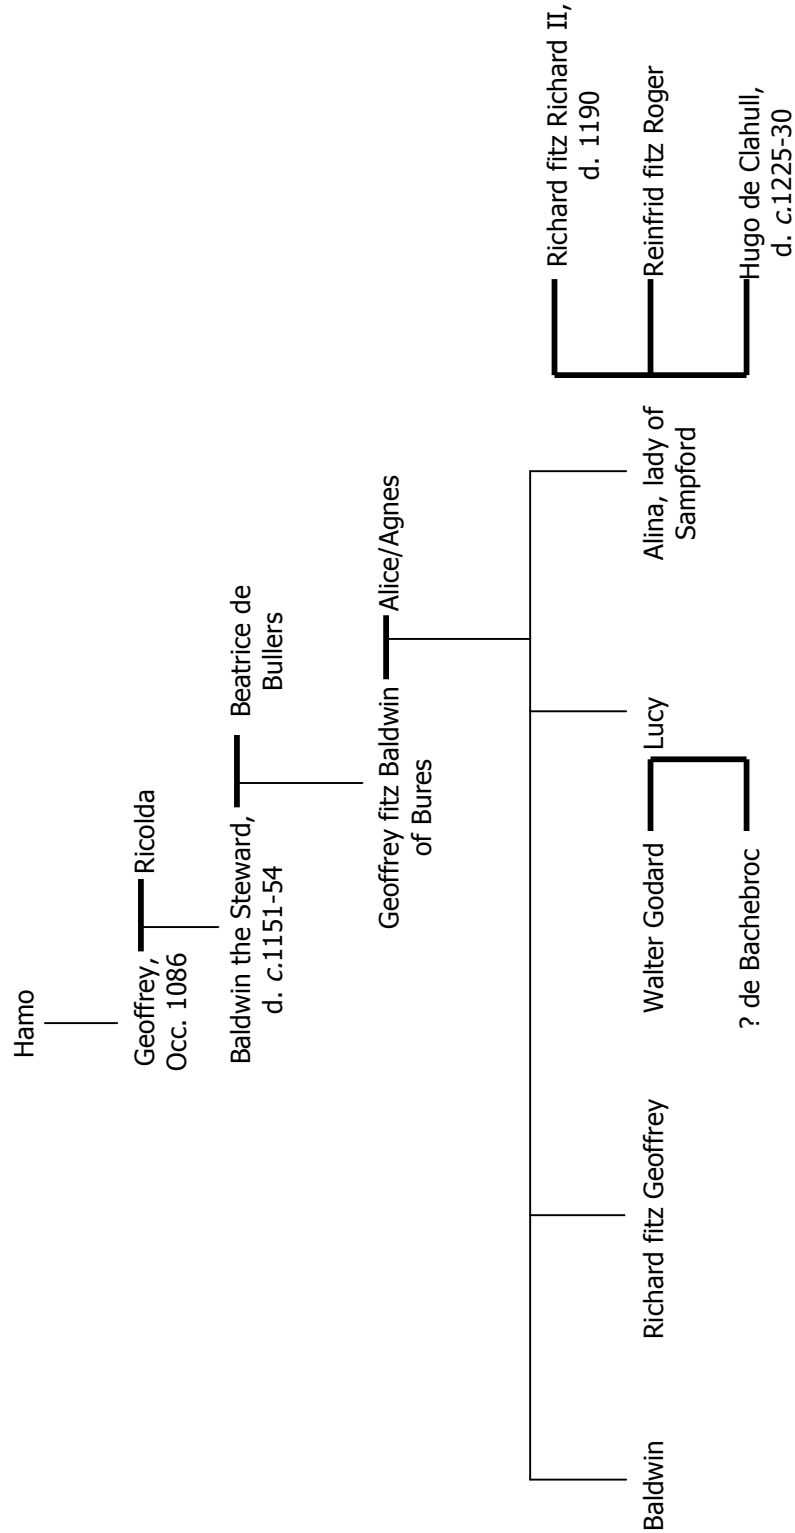 Hamo
Geoffrey,
Occ. 1086
Ricolda
Baldwin the Steward,
d. c.1151-54
Beatrice de
Bullers
Geoffrey fitz Baldwin
of Bures
Alice/Agnes
Baldwin
Richard fitz Geoffrey
Walter Godard
? de Bachebroc
Lucy
Alina, lady of
Sampford
Richard fitz Richard II,
d. 1190
Reinfrid fitz Roger
Hugo de Clahull,
d. c.1225-30